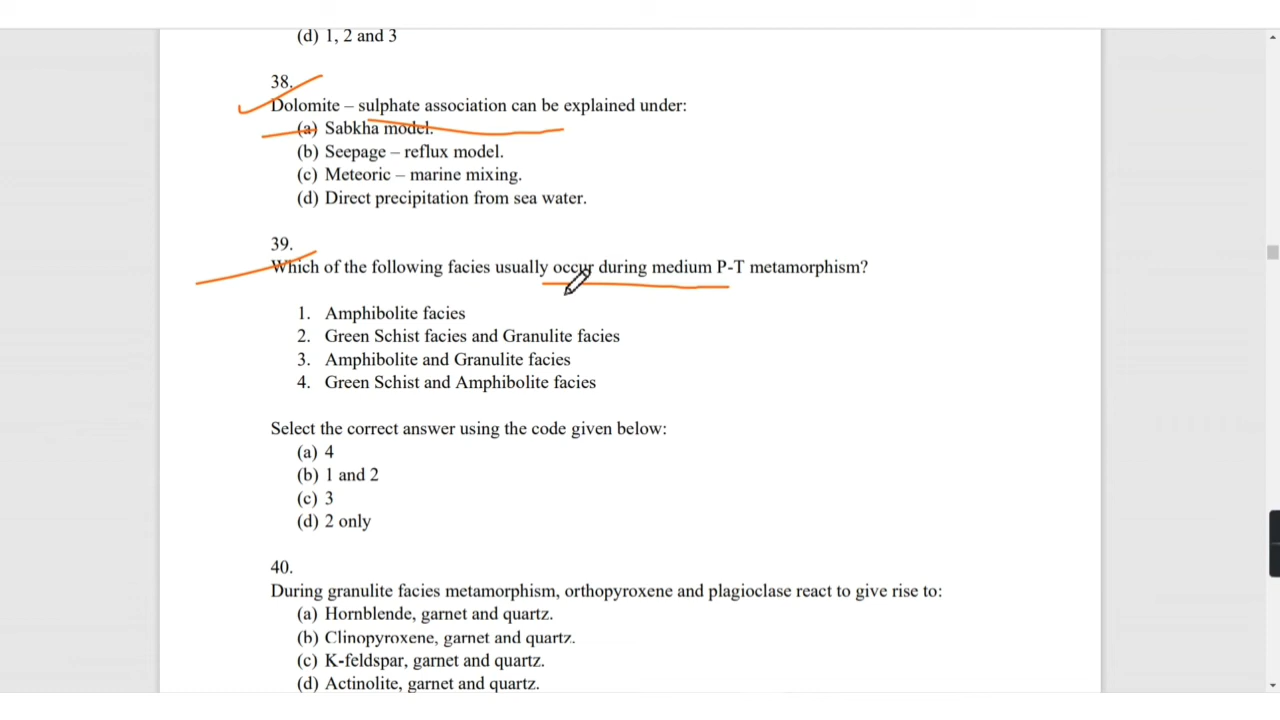 (d) 1, 2 and 3
38.
Dolomite – sulphate association can be explained under:
(a) Sabkha model.
(b) Seepage – reflux model.
(c) Meteoric – marine mixing.
(d) Direct precipitation from sea water.
39.
Which of the following facies usually occur during medium P-T metamorphism?
1. Amphibolite facies
2. Green Schist facies and Granulite facies
3. Amphibolite and Granulite facies
4. Green Schist and Amphibolite facies
Select the correct answer using the code given below:
(a) 4
(b) 1 and 2
(c) 3
(d) 2 only
40.
During granulite facies metamorphism, orthopyroxene and plagioclase react to give rise to:
(a) Hornblende, garnet and quartz.
(b) Clinopyroxene, garnet and quartz.
(c) K-feldspar, garnet and quartz.
(d) Actinolite, garnet and quartz.